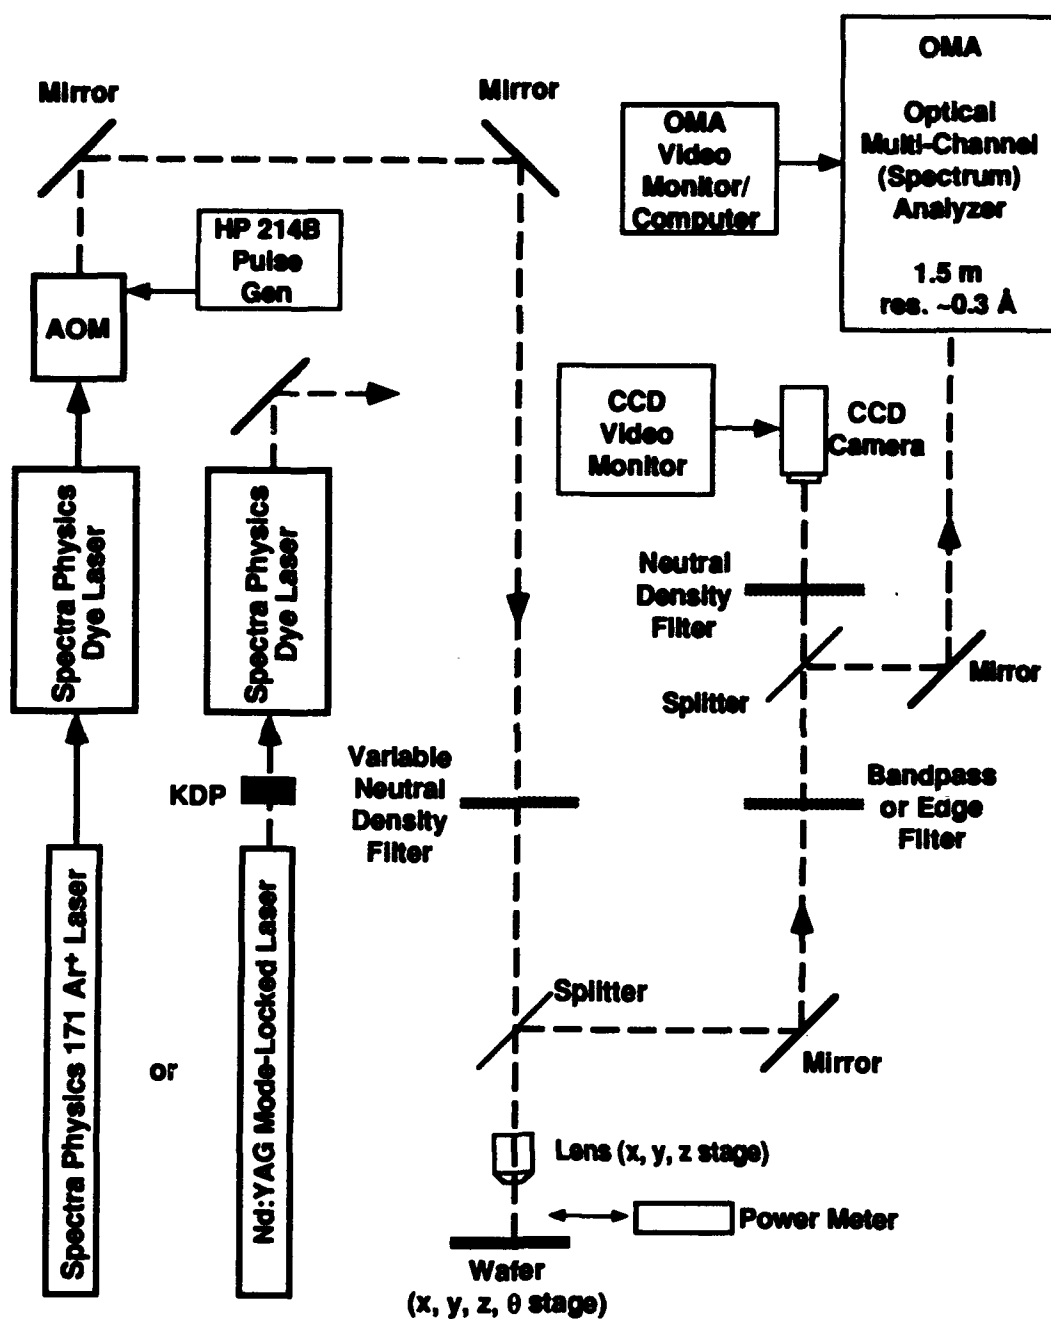 Mirror
Mirror
OMA
Video
Monitor/
Computer
OMA
Optical
Multi-Channel
(Spectrum)
Analyzer
1.5 m
res. ~0.3 Å
HP 214B
Pulse
Gen
AOM
CCD
Video
Monitor
CCD
Camera
Spectra Physics
Dye Laser
Spectra Physics
Dye Laser
Neutral
Density
Filter
Splitter
Mirror
KDP
Variable
Neutral
Density
Filter
Bandpass
or Edge
Filter
Spectra Physics 171 Ar+ Laser
or
Nd:YAG Mode-Locked Laser
Splitter
Mirror
Lens (x, y, z stage)
Power Meter
Wafer
(x, y, z, θ stage)